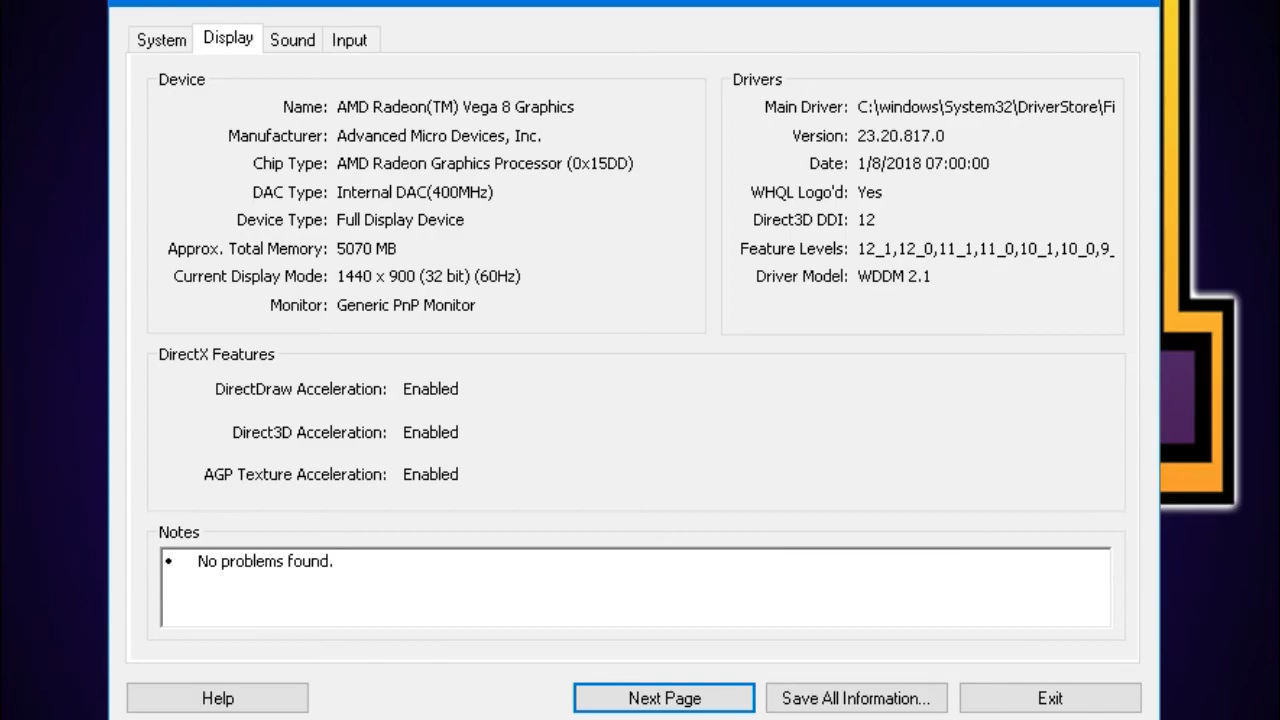 System Display Sound Input
Device
Name: AMD Radeon(TM) Vega 8 Graphics
Manufacturer: Advanced Micro Devices, Inc.
Chip Type: AMD Radeon Graphics Processor (0x15DD)
DAC Type: Internal DAC(400MHz)
Device Type: Full Display Device
Approx. Total Memory: 5070 MB
Current Display Mode: 1440 x 900 (32 bit) (60Hz)
Monitor: Generic PnP Monitor
Drivers
Main Driver: C:\windows\System32\DriverStore\Fi
Version: 23.20.817.0
Date: 1/8/2018 07:00:00
WHQL Logo'd: Yes
Direct3D DDI: 12
Feature Levels: 12_1,12_0,11_1,11_0,10_1,10_0,9_
Driver Model: WDDM 2.1
DirectX Features
DirectDraw Acceleration: Enabled
Direct3D Acceleration: Enabled
AGP Texture Acceleration: Enabled
Notes
• No problems found.
Help Next Page Save All Information... Exit